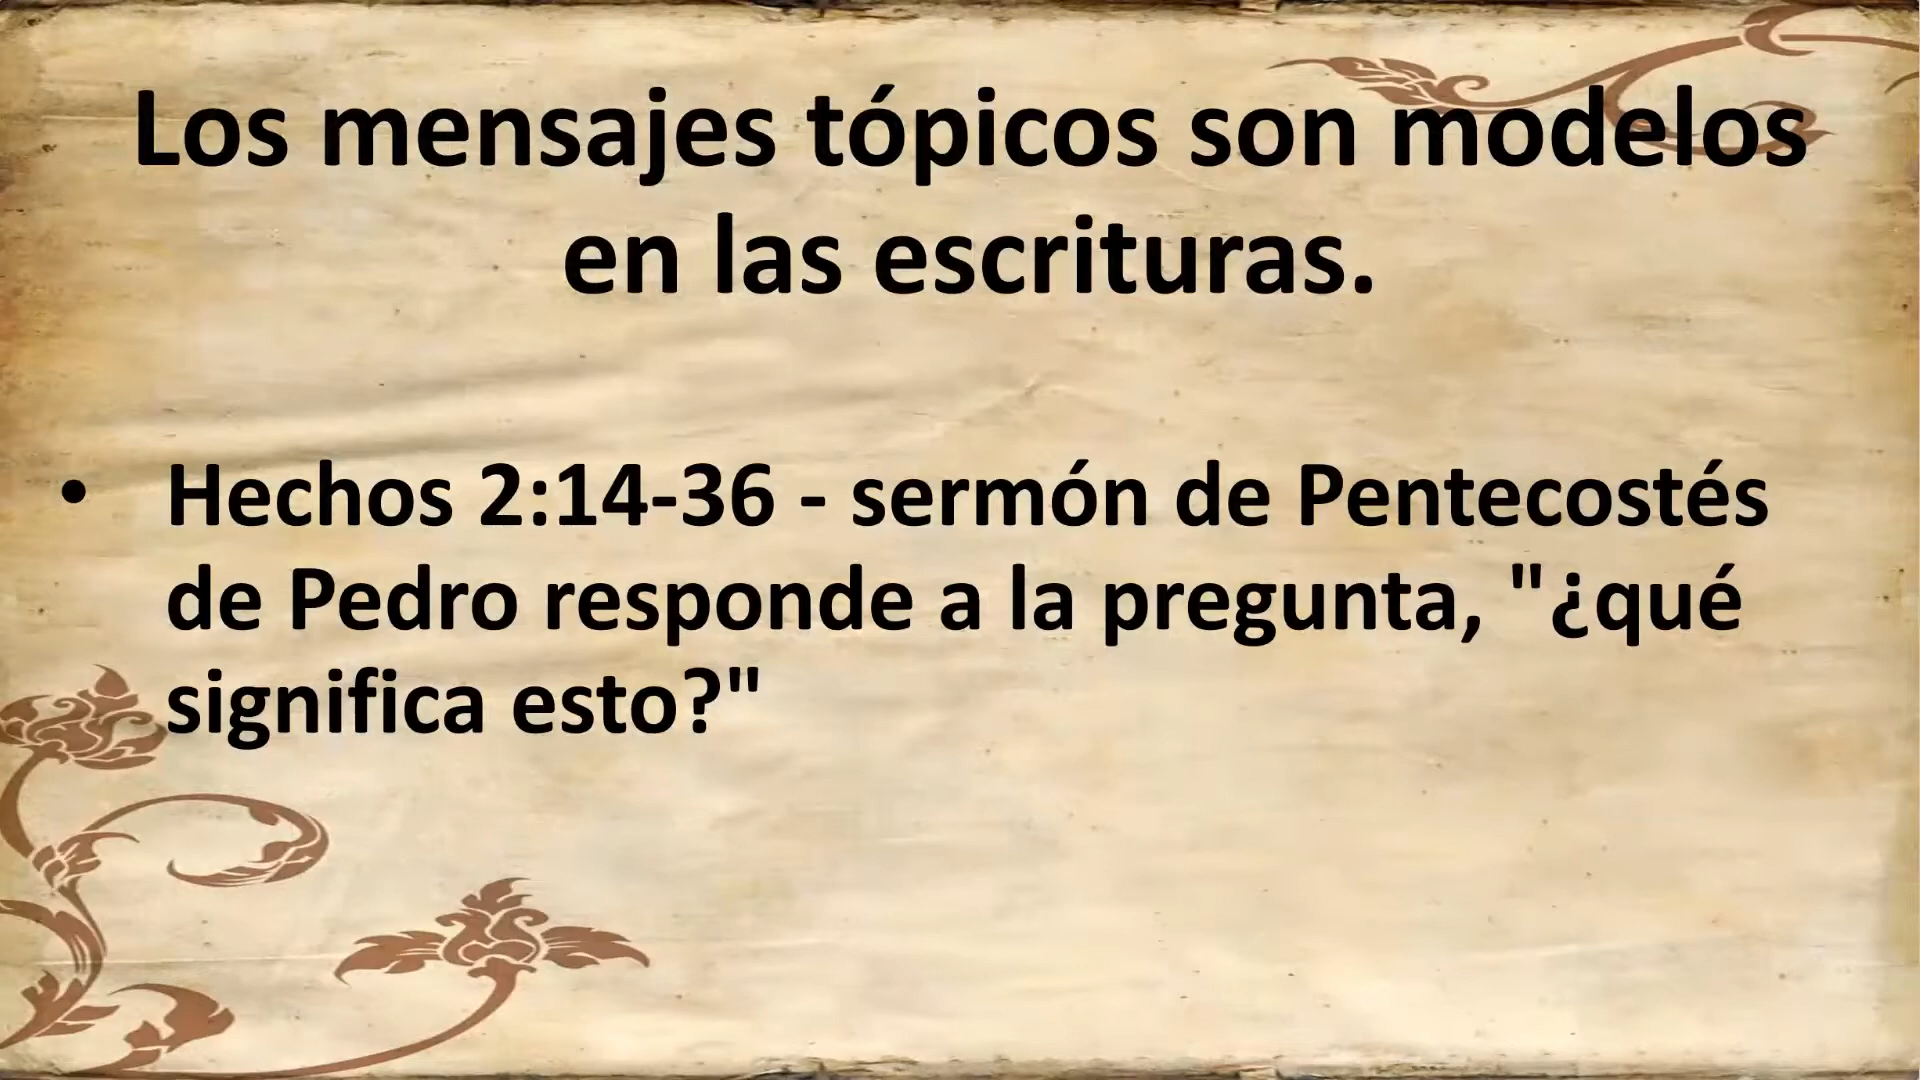 Los mensajes tópicos son modelos
en las escrituras.
• Hechos 2:14-36 - sermón de Pentecostés
de Pedro responde a la pregunta, "¿qué
significa esto?"